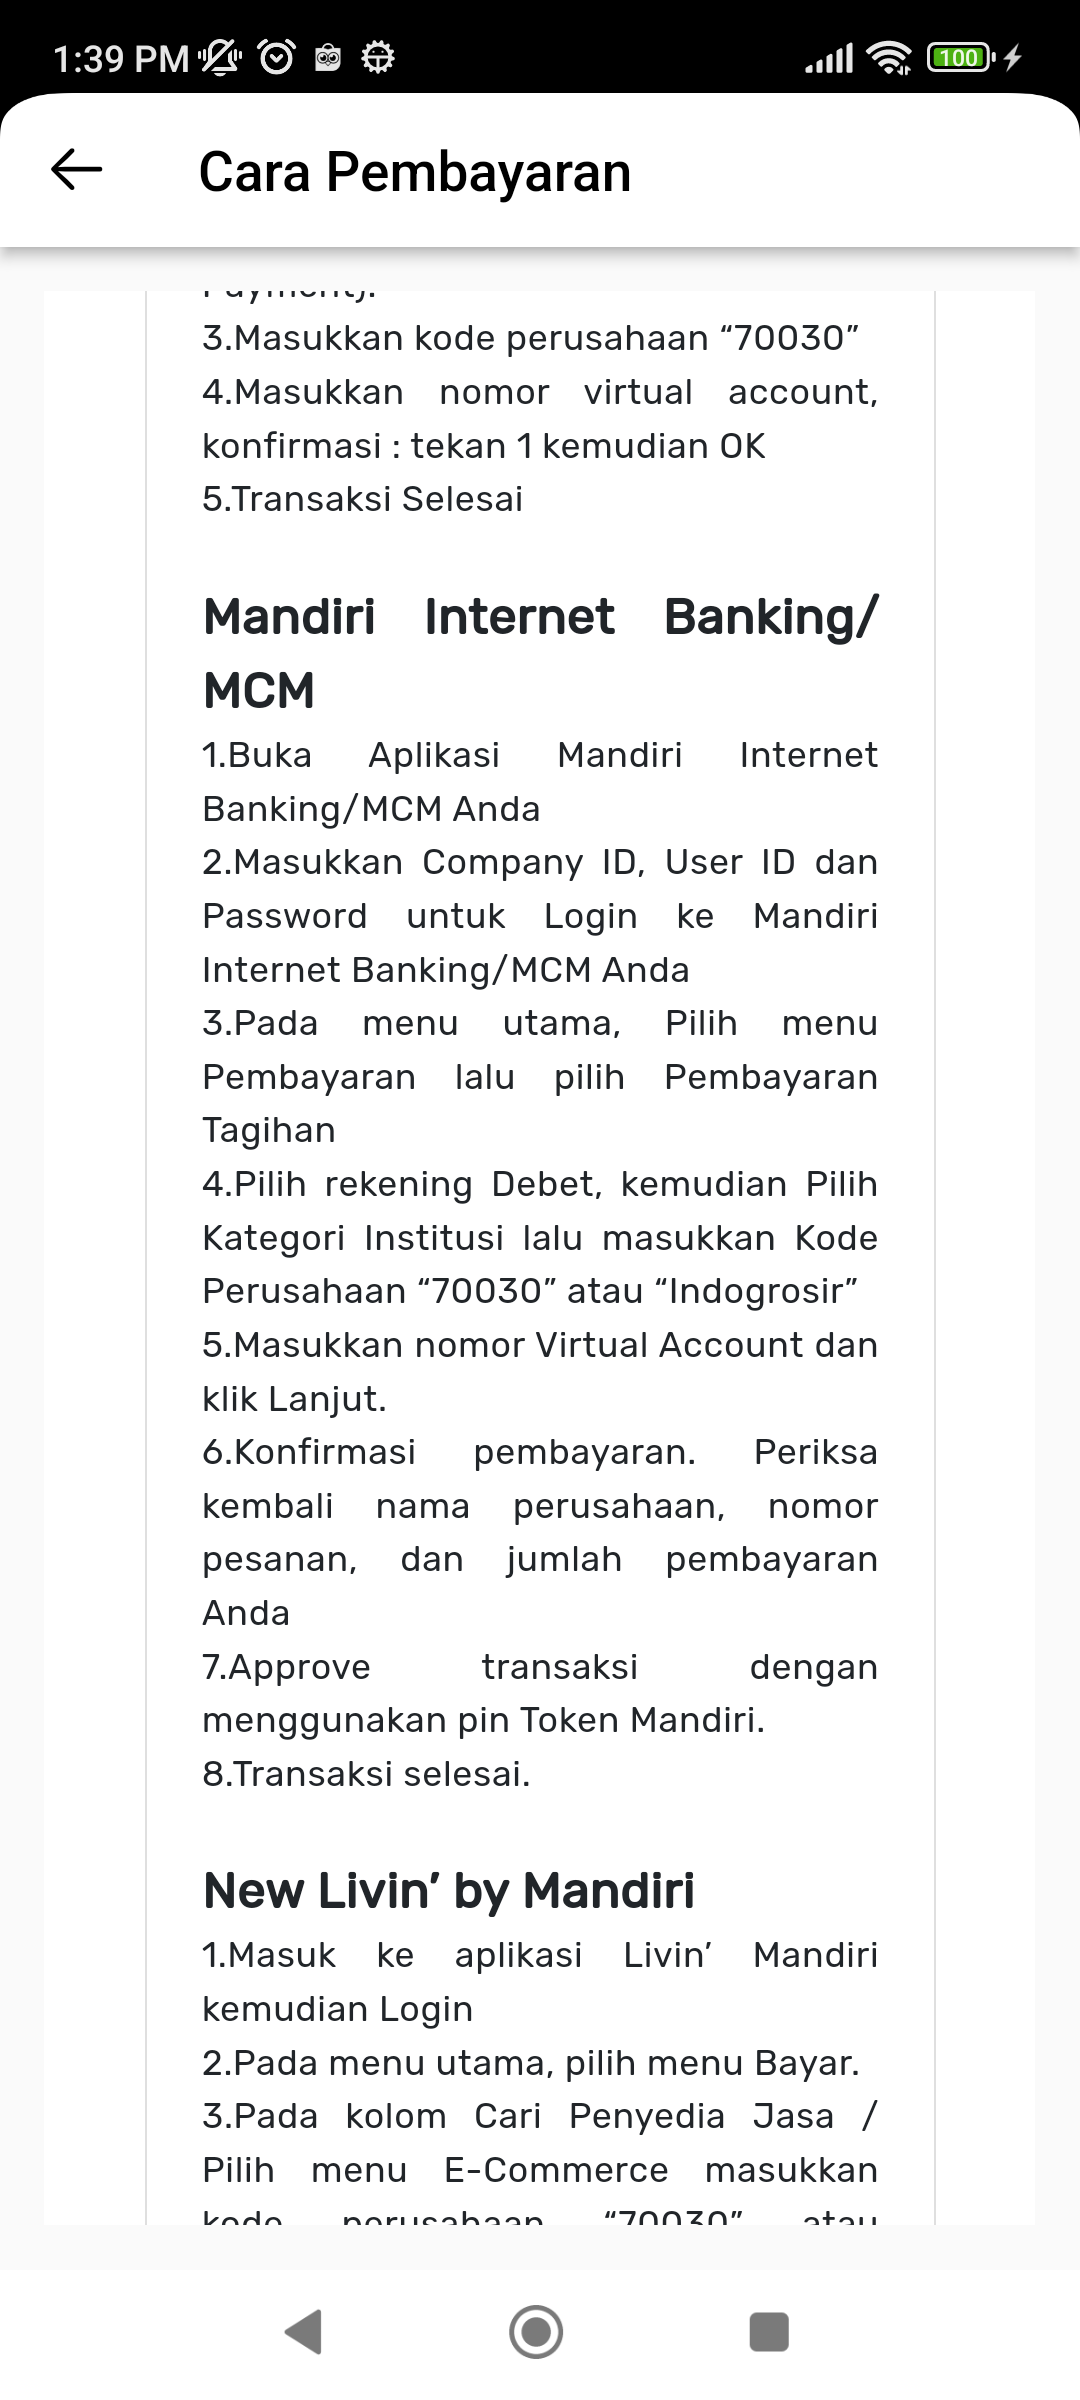 1:39 PM
100
Cara Pembayaran
Payment).
3.Masukkan kode perusahaan “70030”
4.Masukkan nomor virtual account,
konfirmasi : tekan 1 kemudian OK
5.Transaksi Selesai
Mandiri Internet Banking/
MCM
1.Buka Aplikasi Mandiri Internet
Banking/MCM Anda
2.Masukkan Company ID, User ID dan
Password untuk Login ke Mandiri
Internet Banking/MCM Anda
3.Pada menu utama, Pilih menu
Pembayaran lalu pilih Pembayaran
Tagihan
4.Pilih rekening Debet, kemudian Pilih
Kategori Institusi lalu masukkan Kode
Perusahaan “70030” atau “Indogrosir”
5.Masukkan nomor Virtual Account dan
klik Lanjut.
6.Konfirmasi pembayaran. Periksa
kembali nama perusahaan, nomor
pesanan, dan jumlah pembayaran
Anda
7.Approve transaksi dengan
menggunakan pin Token Mandiri.
8.Transaksi selesai.
New Livin’ by Mandiri
1.Masuk ke aplikasi Livin’ Mandiri
kemudian Login
2.Pada menu utama, pilih menu Bayar.
3.Pada kolom Cari Penyedia Jasa /
Pilih menu E-Commerce masukkan
kode perusahaan “70030” atau